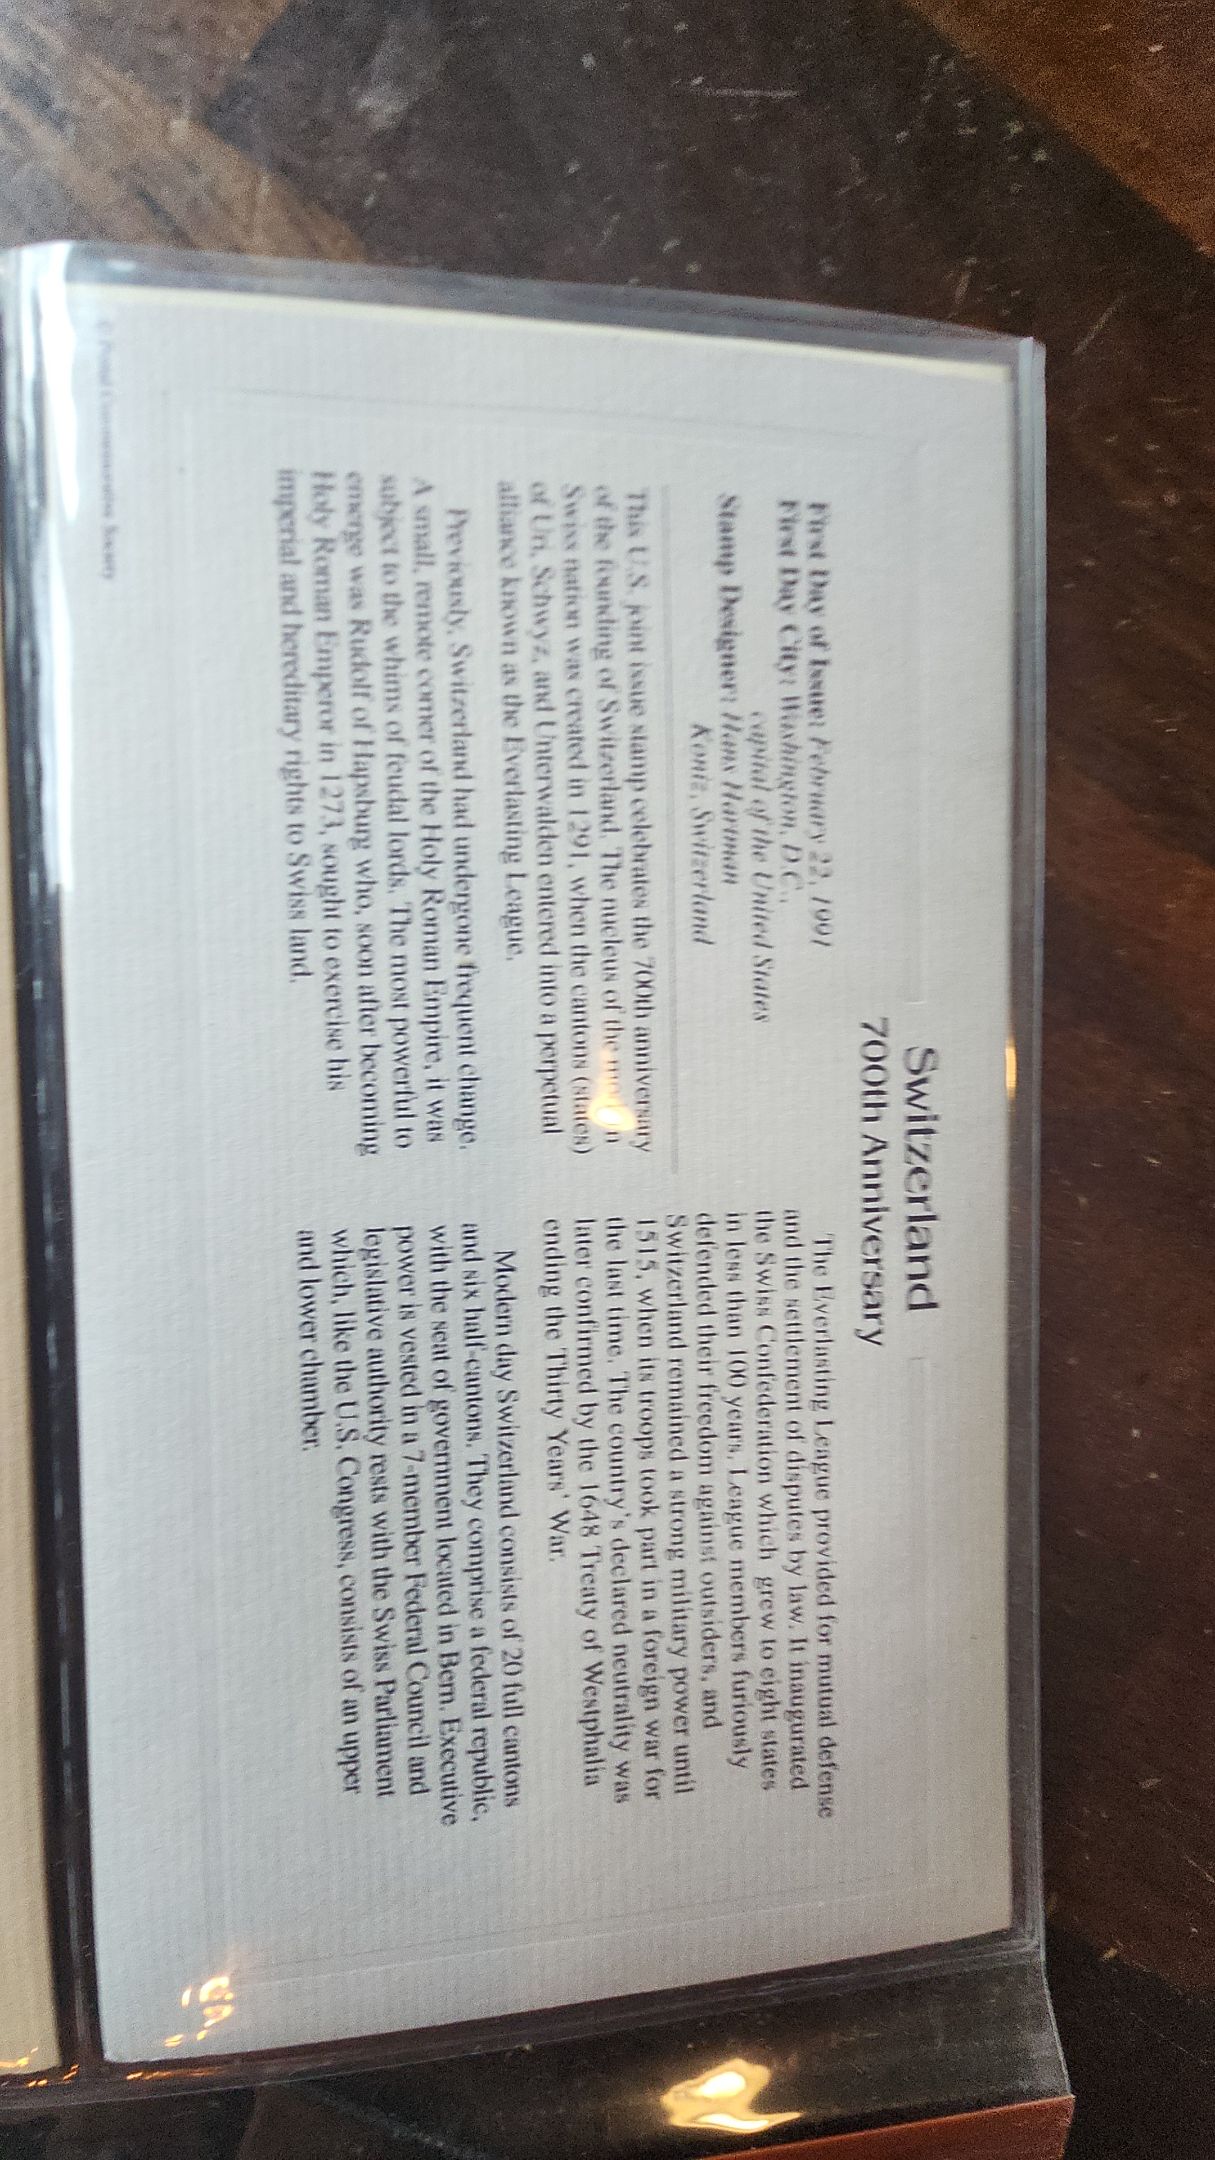 Switzerland
700th Anniversary
First Day of Issue: February 22, 1991
First Day City: Washington, D.C.,
capital of the United States
Stamp Designer: Hans Hartman
Koniz, Switzerland
This U.S. joint issue stamp celebrates the 700th anniversary
of the founding of Switzerland. The nucleus of the modern
Swiss nation was created in 1291, when the cantons (states)
of Uri, Schwyz, and Unterwalden entered into a perpetual
alliance known as the Everlasting League.
Previously, Switzerland had undergone frequent change.
A small, remote corner of the Holy Roman Empire, it was
subject to the whims of feudal lords. The most powerful to
emerge was Rudolf of Hapsburg who, soon after becoming
Holy Roman Emperor in 1273, sought to exercise his
imperial and hereditary rights to Swiss land.
The Everlasting League provided for mutual defense
and the settlement of disputes by law. It inaugurated
the Swiss Confederation which grew to eight states
in less than 100 years. League members furiously
defended their freedom against outsiders, and
Switzerland remained a strong military power until
1515, when its troops took part in a foreign war for
the last time. The country's declared neutrality was
later confirmed by the 1648 Treaty of Westphalia
ending the Thirty Years' War.
Modern day Switzerland consists of 20 full cantons
and six half-cantons. They comprise a federal republic,
with the seat of government located in Bern. Executive
power is vested in a 7-member Federal Council and
legislative authority rests with the Swiss Parliament
which, like the U.S. Congress, consists of an upper
and lower chamber.
© Postal Commemorative Society